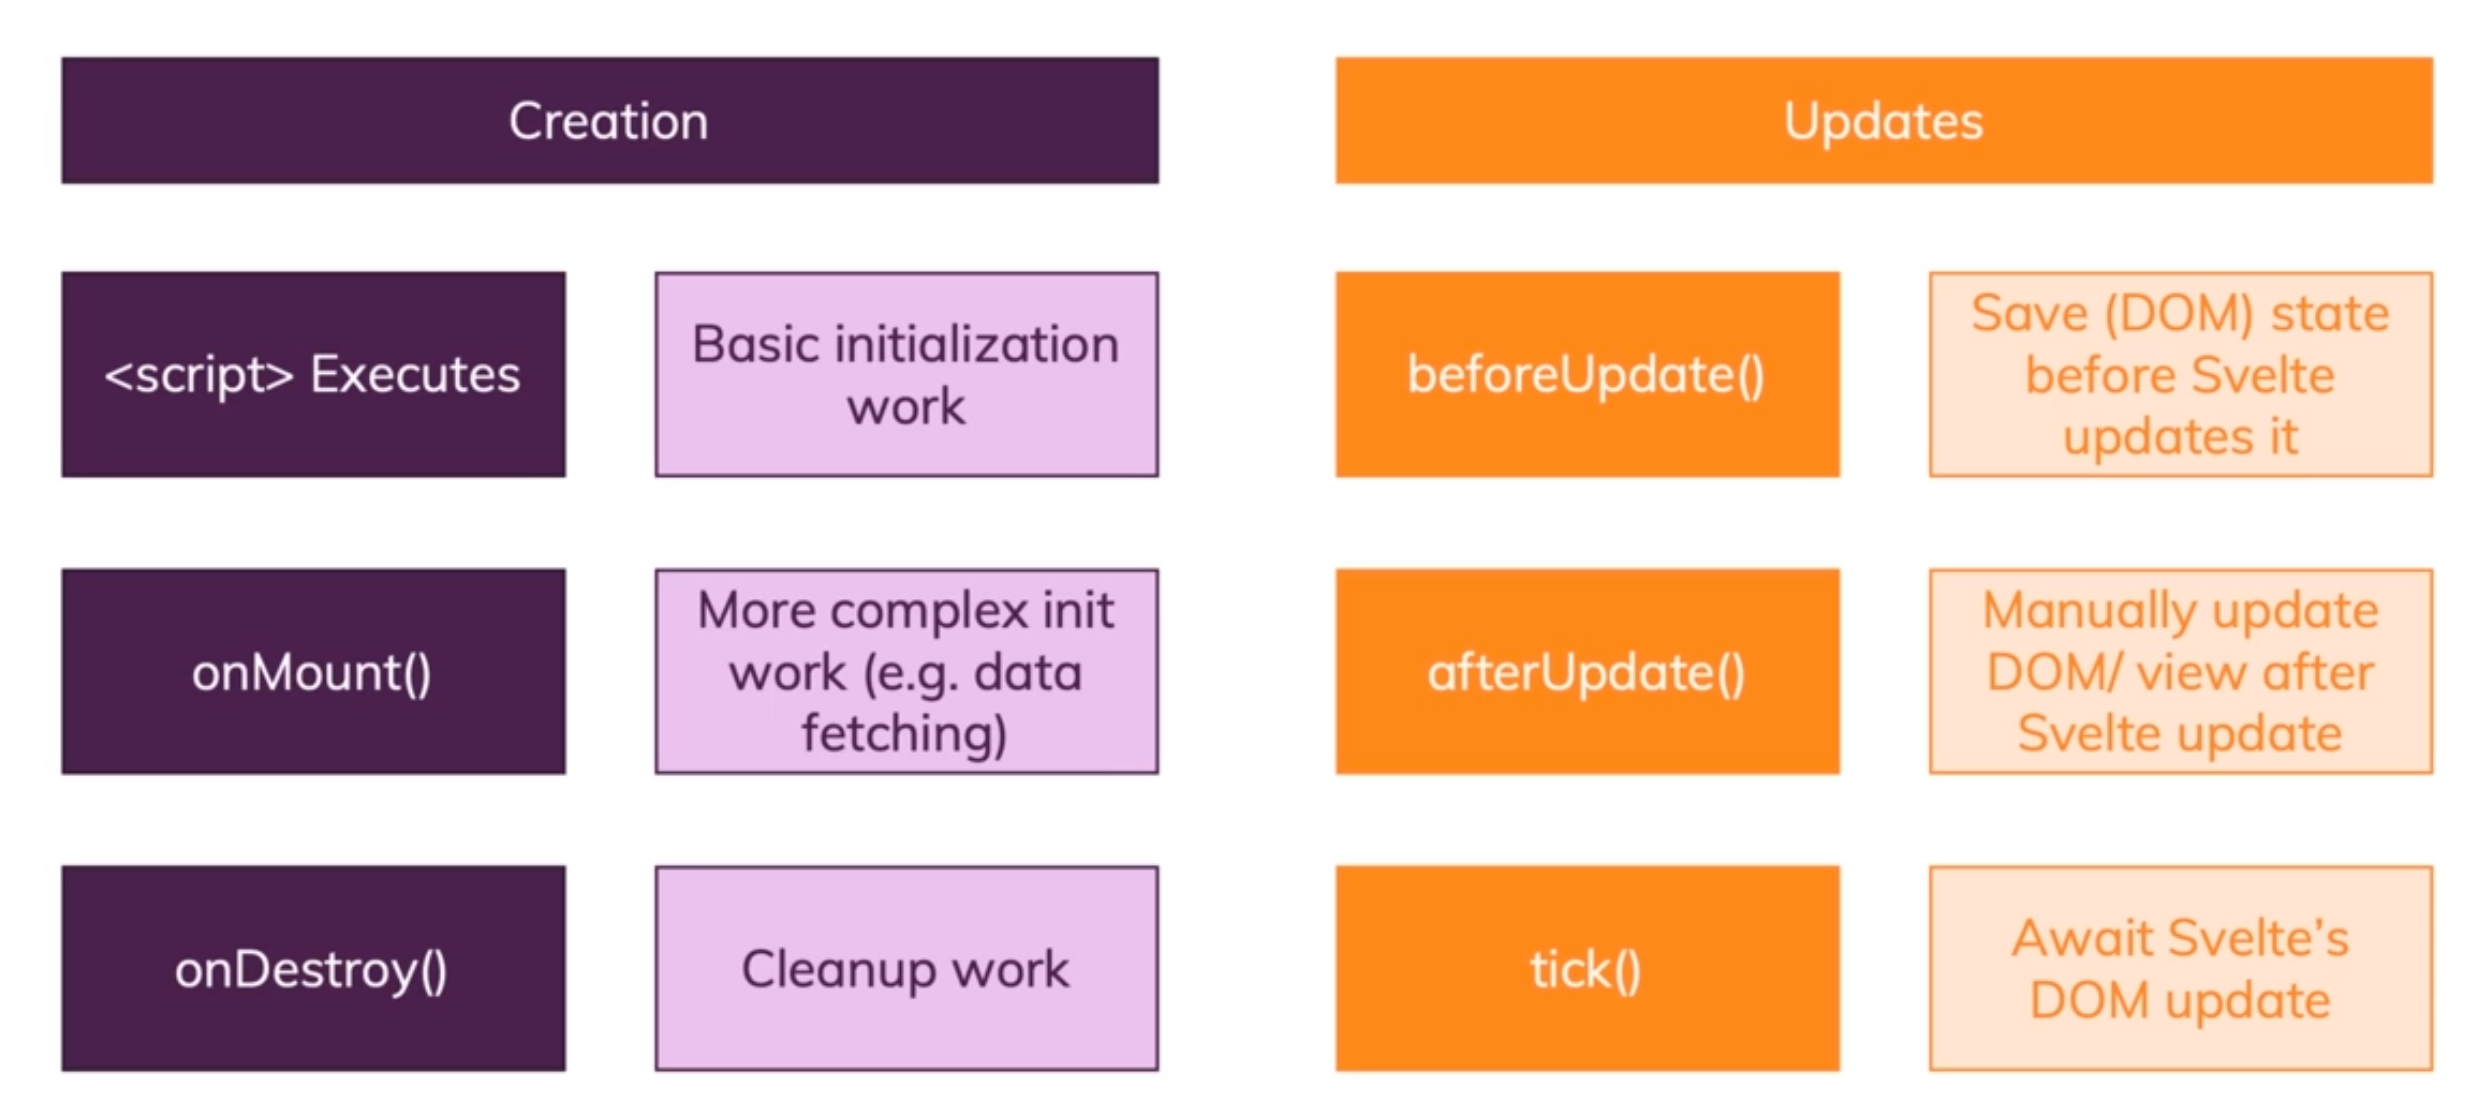 Creation
<script> Executes
Basic initialization
work
onMount()
More complex init
work (e.g. data
fetching)
onDestroy()
Cleanup work
Updates
beforeUpdate()
Save (DOM) state
before Svelte
updates it
afterUpdate()
Manually update
DOM/ view after
Svelte update
tick()
Await Svelte’s
DOM update